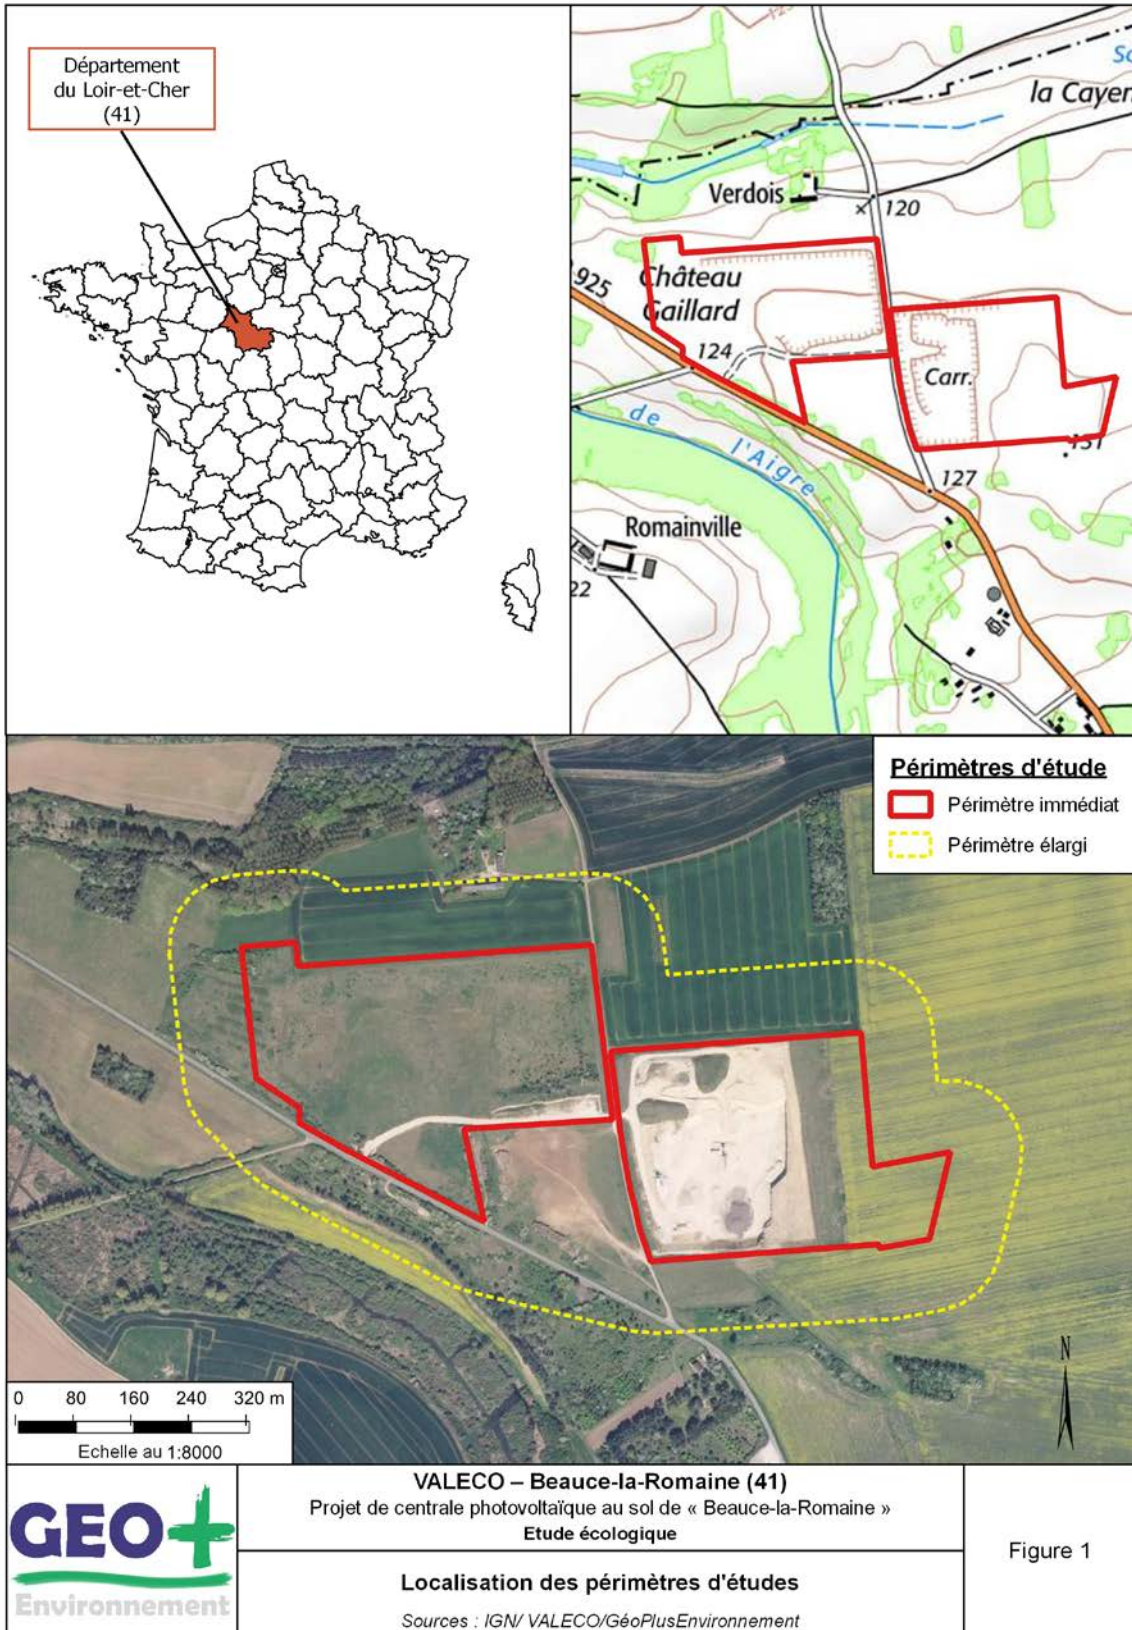 Département
du Loir-et-Cher
(41)
la Cayen
Verdois
120
925
Château
Gaillard
124
Carr.
131
de
l'Aigre
127
Romainville
22
Périmètres d'étude
Périmètre immédiat
Périmètre élargi
N
0 80 160 240 320 m
Echelle au 1:8000
GEO+
Environnement
VALECO – Beauce-la-Romaine (41)
Projet de centrale photovoltaïque au sol de « Beauce-la-Romaine »
Etude écologique
Figure 1
Localisation des périmètres d'études
Sources : IGN/ VALECO/GéoPlusEnvironnement